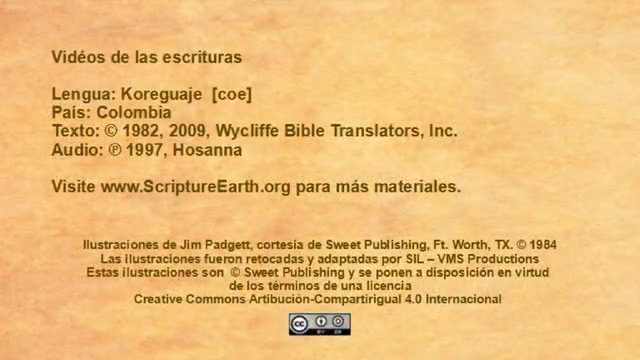 Vidéos de las escrituras
Lengua: Koreguaje [coe]
País: Colombia
Texto: © 1982, 2009, Wycliffe Bible Translators, Inc.
Audio: ℗ 1997, Hosanna
Visite www.ScriptureEarth.org para más materiales.
Ilustraciones de Jim Padgett, cortesía de Sweet Publishing, Ft. Worth, TX. © 1984
Las ilustraciones fueron retocadas y adaptadas por SIL – VMS Productions
Estas ilustraciones son © Sweet Publishing y se ponen a disposición en virtud
de los términos de una licencia
Creative Commons Artibución-Compartirigual 4.0 Internacional
cc BY SA